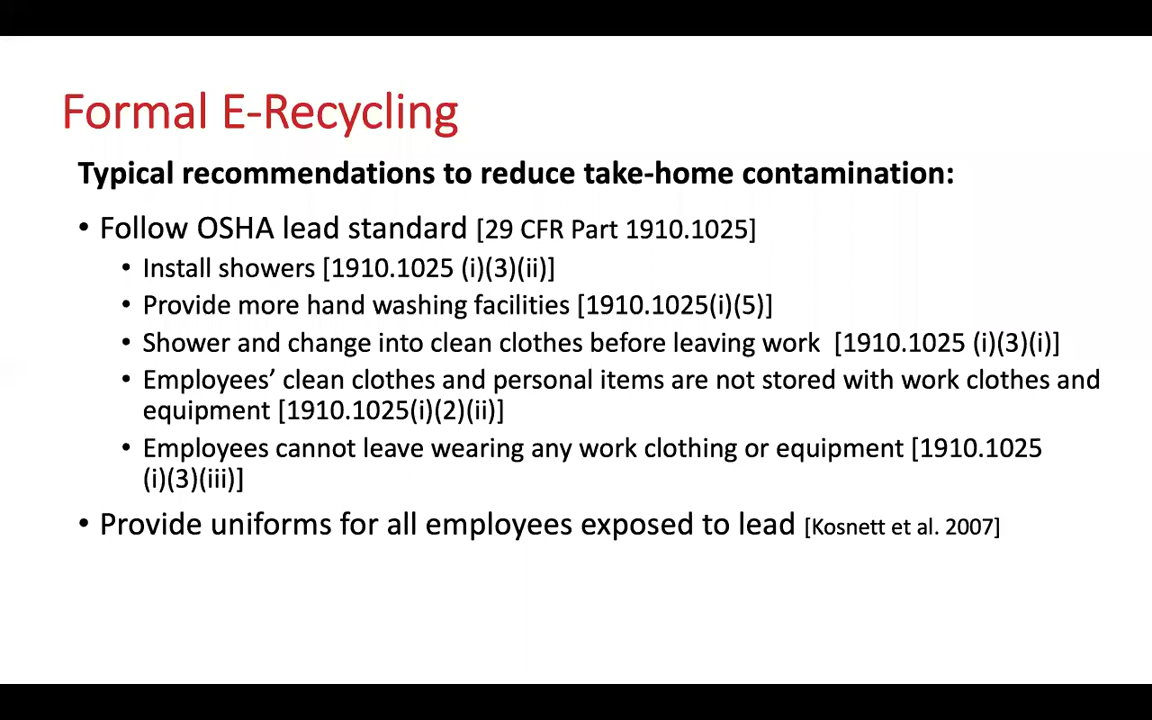 Formal E-Recycling
Typical recommendations to reduce take-home contamination:
• Follow OSHA lead standard [29 CFR Part 1910.1025]
• Install showers [1910.1025 (i)(3)(ii)]
• Provide more hand washing facilities [1910.1025(i)(5)]
• Shower and change into clean clothes before leaving work  [1910.1025 (i)(3)(i)]
• Employees’ clean clothes and personal items are not stored with work clothes and
equipment [1910.1025(i)(2)(ii)]
• Employees cannot leave wearing any work clothing or equipment [1910.1025
(i)(3)(iii)]
• Provide uniforms for all employees exposed to lead [Kosnett et al. 2007]